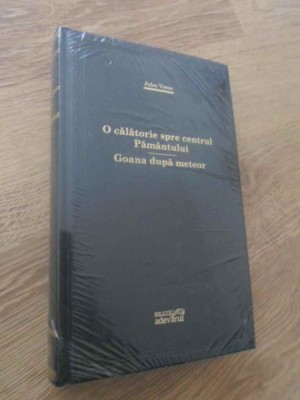 Jules Verne
O călătorie spre centrul
Pământului
Goana după meteor
adevărul